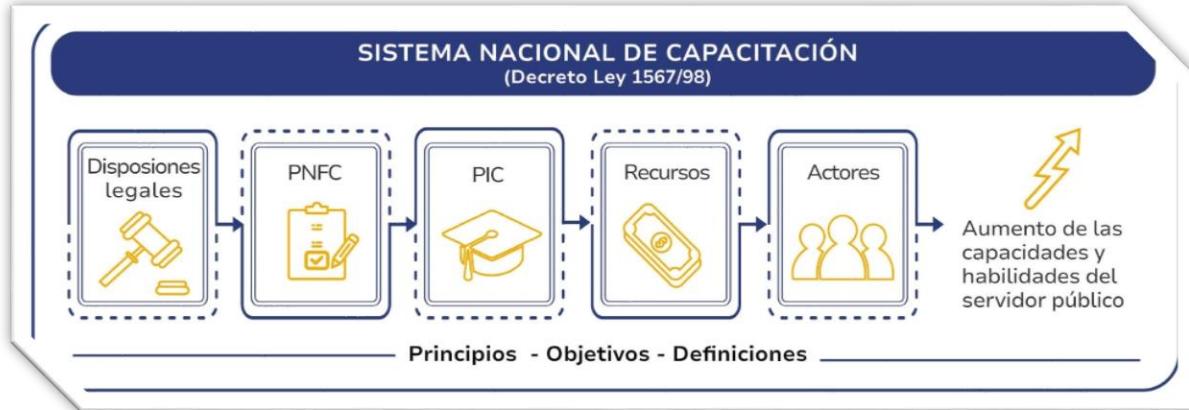 SISTEMA NACIONAL DE CAPACITACIÓN
(Decreto Ley 1567/98)
Disposiones
legales
PNFC
PIC
Recursos
Actores
Aumento de las
capacidades y
habilidades del
servidor público
Principios - Objetivos - Definiciones